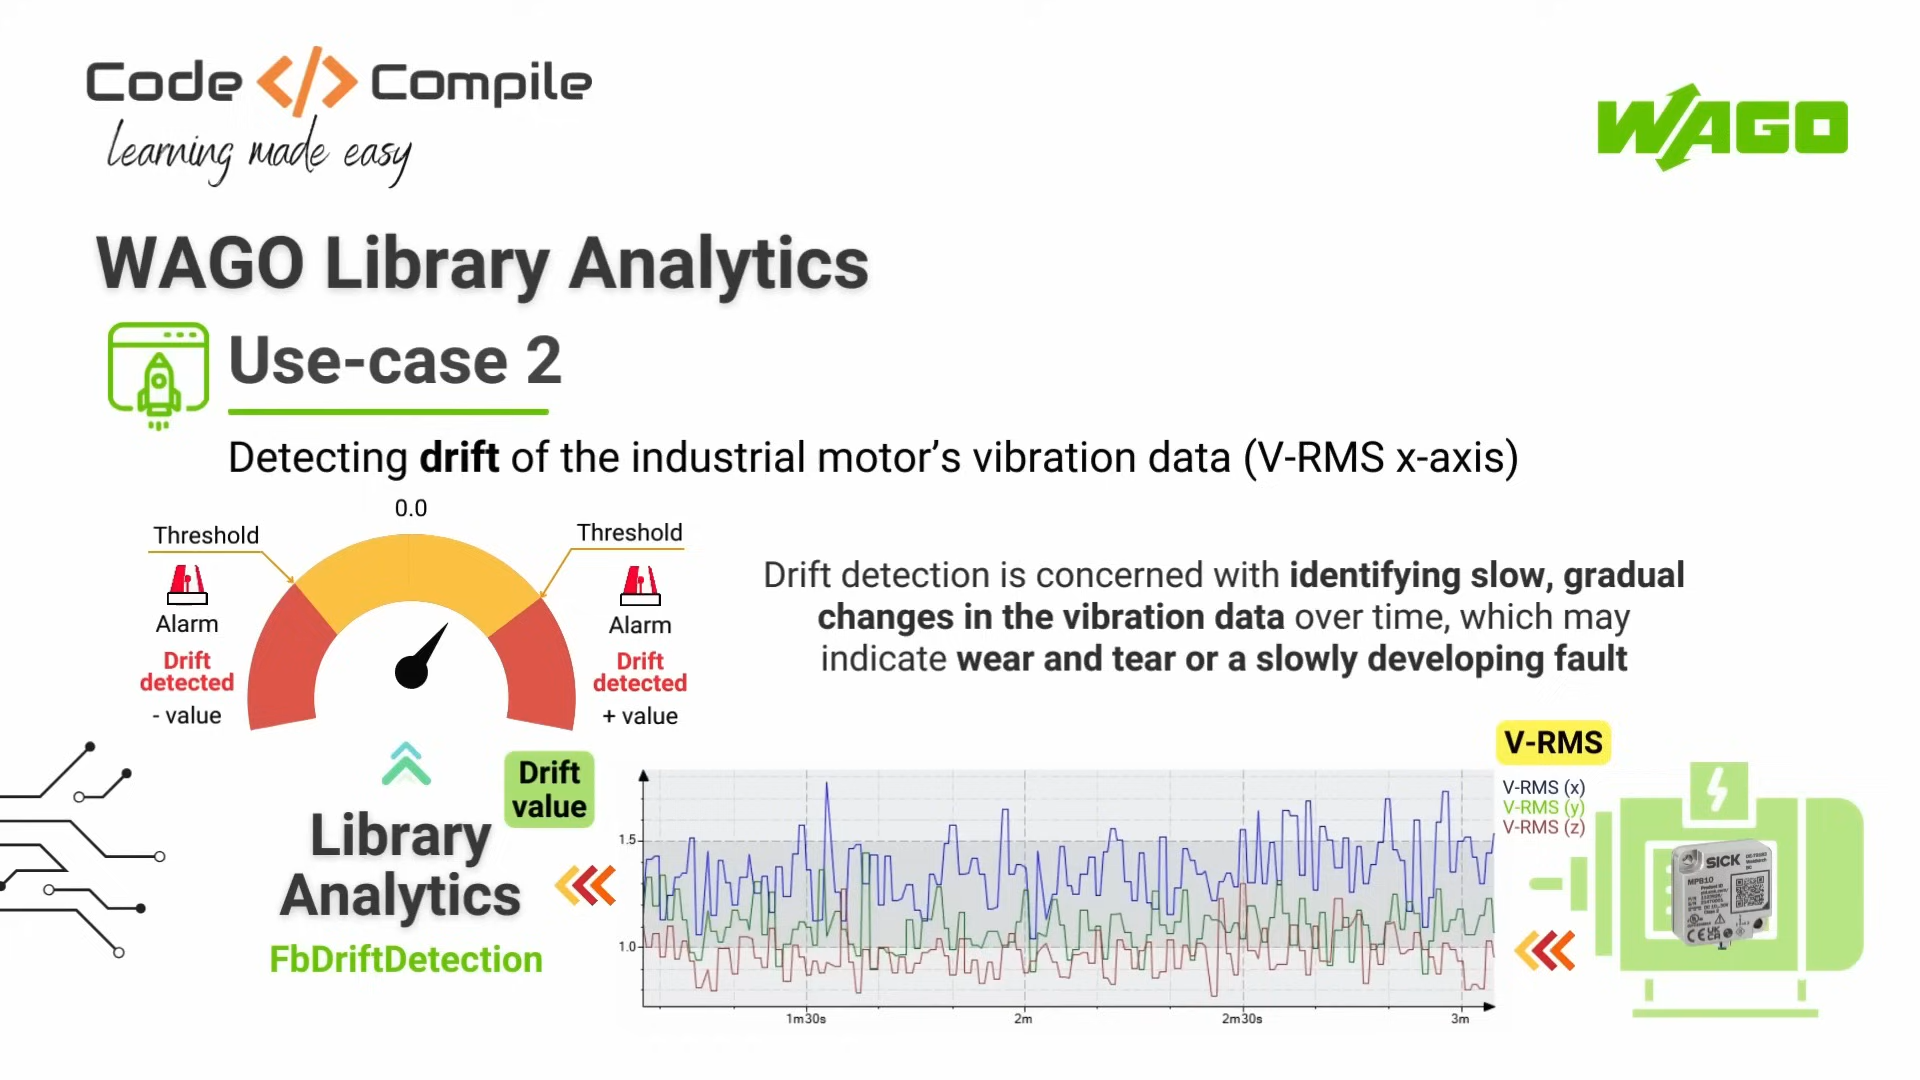 Code </> Compile
learning made easy
WAGO
WAGO Library Analytics
Use-case 2
Detecting drift of the industrial motor’s vibration data (V-RMS x-axis)
0.0
Threshold
Threshold
Alarm
Alarm
Drift
detected
- value
Drift
detected
+ value
Drift detection is concerned with identifying slow, gradual
changes in the vibration data over time, which may
indicate wear and tear or a slowly developing fault
Drift
value
Library
Analytics
FbDriftDetection
1.5
1.0
1m30s
2m
2m30s
3m
V-RMS
V-RMS (x)
V-RMS (y)
V-RMS (z)
SICK
MPB10